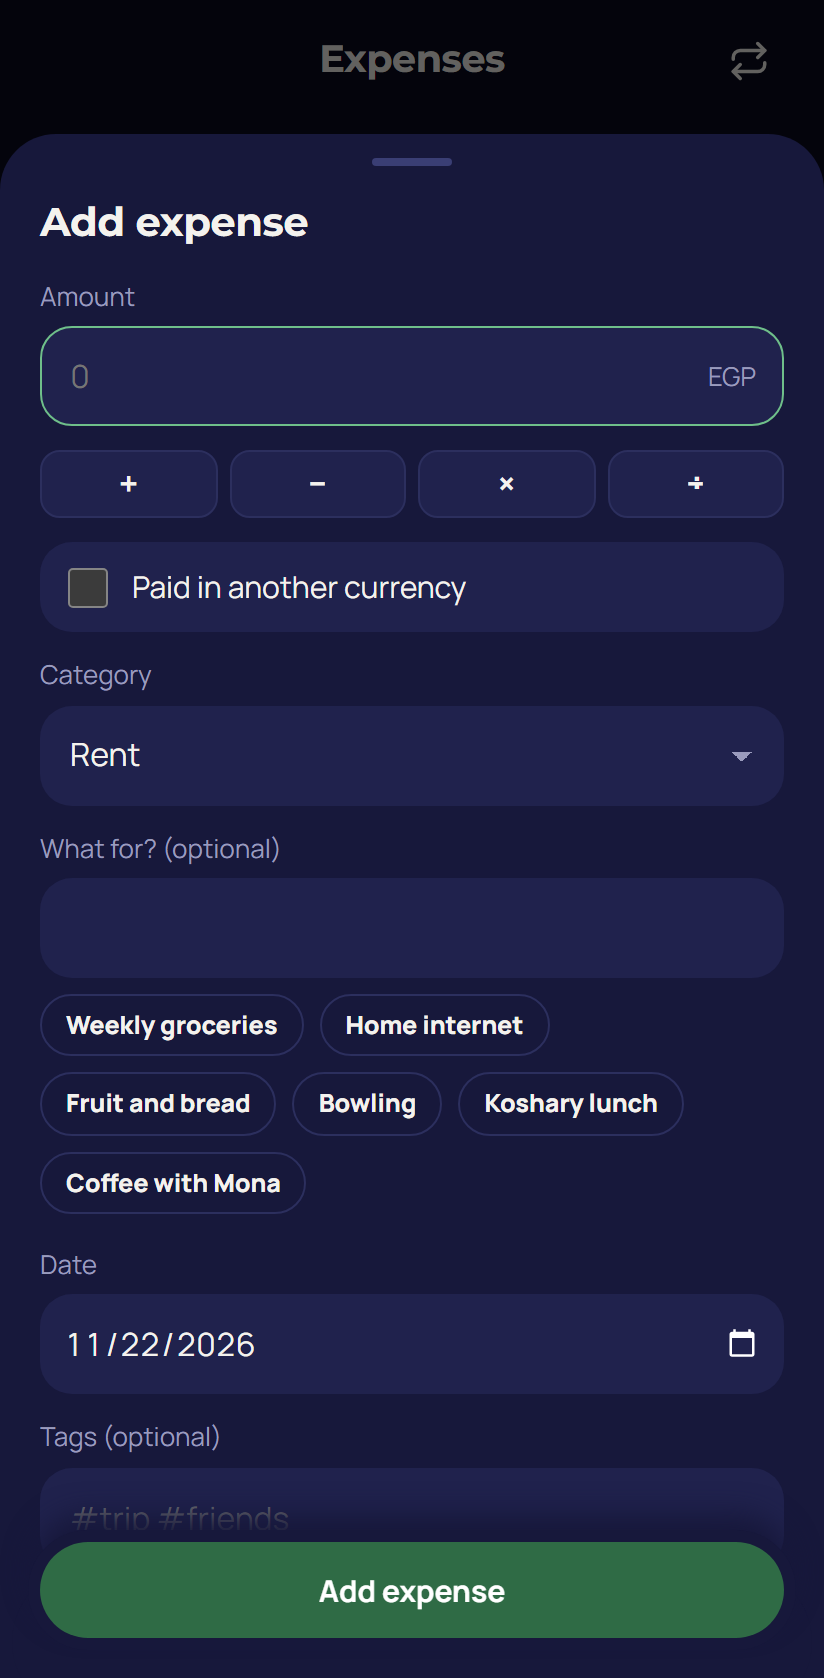 Expenses
Add expense
Amount
0 EGP
+ − × ÷
Paid in another currency
Category
Rent
What for? (optional)
Weekly groceries Home internet
Fruit and bread Bowling Koshary lunch
Coffee with Mona
Date
11/22/2026
Tags (optional)
#trip #friends
Add expense